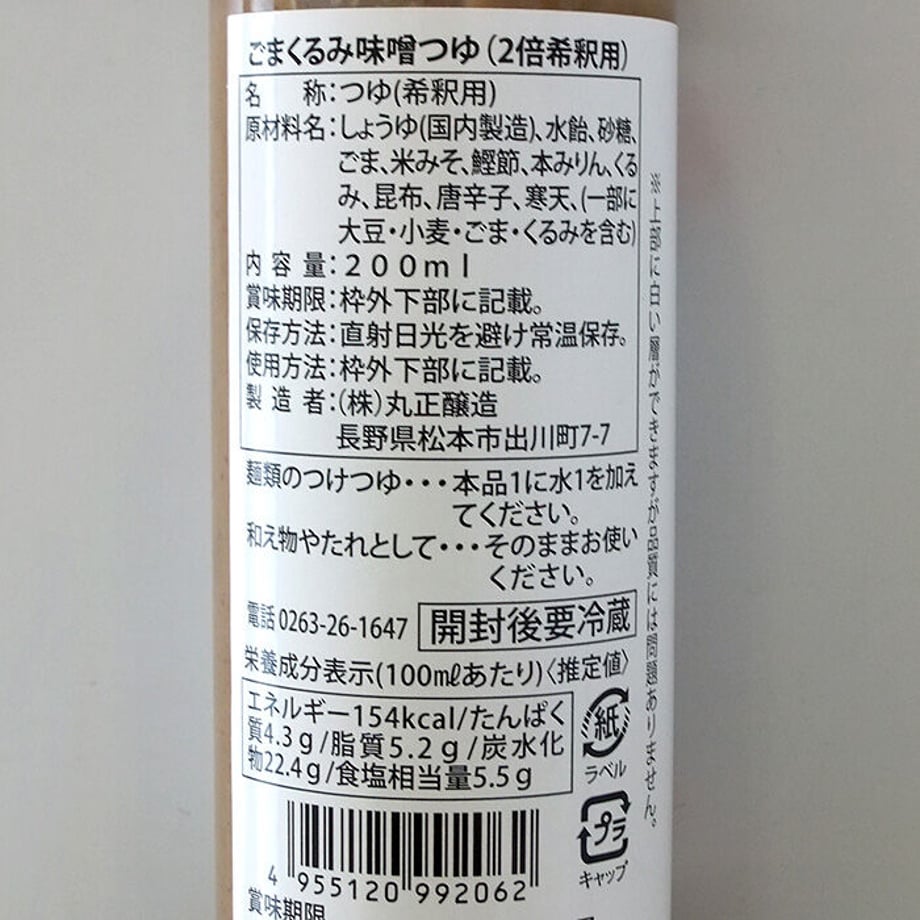 ごまくるみ味噌つゆ(2倍希釈用)
名称:つゆ(希釈用)
原材料名:しょうゆ(国内製造)、水飴、砂糖、
ごま、米みそ、鰹節、本みりん、くる
み、昆布、唐辛子、寒天、(一部に
大豆・小麦・ごま・くるみを含む)
内容量:200ml
賞味期限:枠外下部に記載。
保存方法:直射日光を避け常温保存。
使用方法:枠外下部に記載。
製造者:(株)丸正醸造
長野県松本市出川町7-7
麺類のつけつゆ・・・本品1に水1を加え
てください。
和え物やたれとして・・・そのままお使い
ください。
電話 0263-26-1647
開封後要冷蔵
栄養成分表示(100mlあたり)〈推定値〉
エネルギー154kcal/たんぱく
質4.3g/脂質5.2g/炭水化
物22.4g/食塩相当量5.5g
紙
ラベル
プラ
キャップ
4 955120 992062
賞味期限
※上部に白い層ができますが品質には問題ありません。